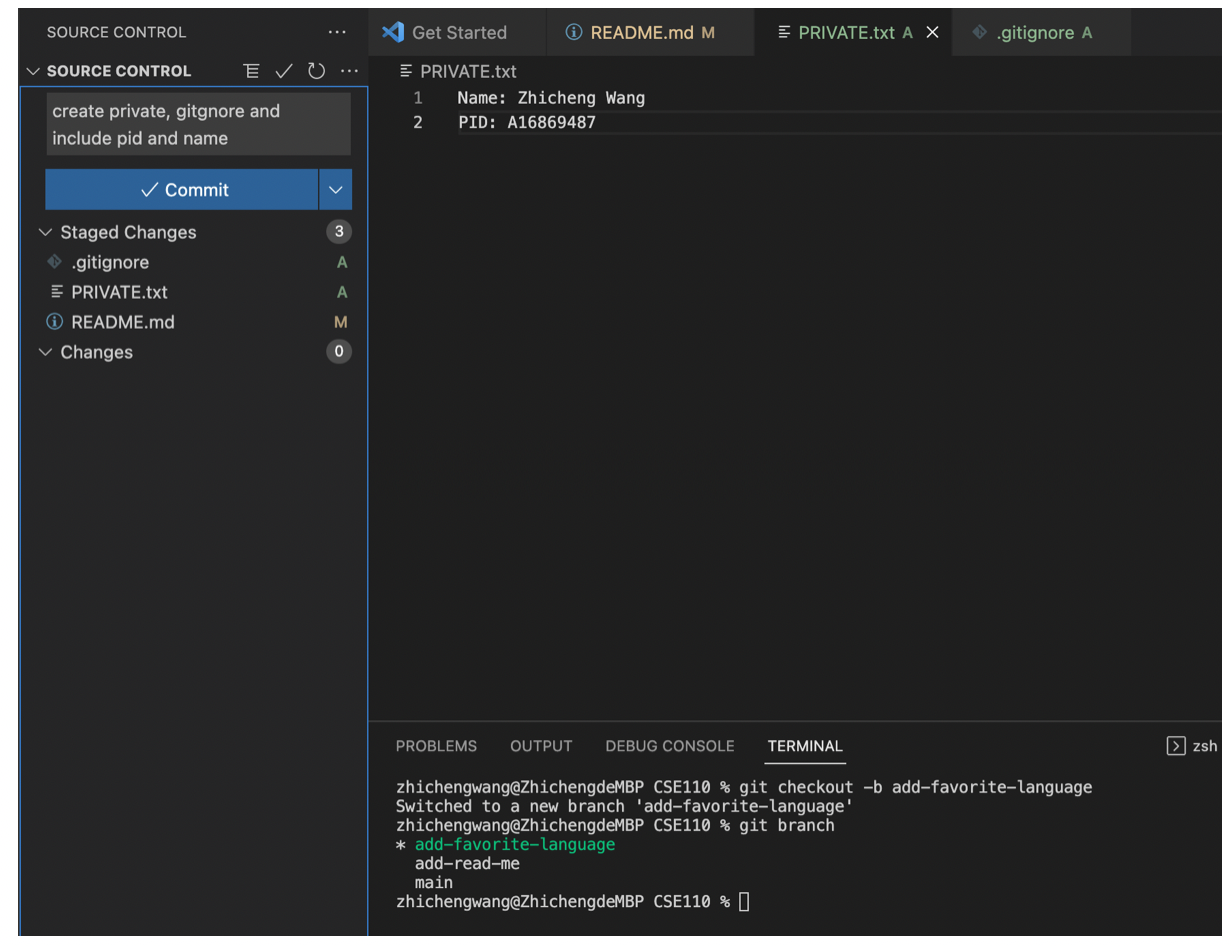 SOURCE CONTROL ...
SOURCE CONTROL ...
create private, gitgnore and
include pid and name
Commit
Staged Changes 3
.gitignore A
PRIVATE.txt A
README.md M
Changes 0
Get Started README.md M PRIVATE.txt A .gitignore A
PRIVATE.txt
1 Name: Zhicheng Wang
2 PID: A16869487
PROBLEMS OUTPUT DEBUG CONSOLE TERMINAL zsh
zhichengwang@ZhichengdeMBP CSE110 % git checkout -b add-favorite-language
Switched to a new branch 'add-favorite-language'
zhichengwang@ZhichengdeMBP CSE110 % git branch
* add-favorite-language
add-read-me
main
zhichengwang@ZhichengdeMBP CSE110 %